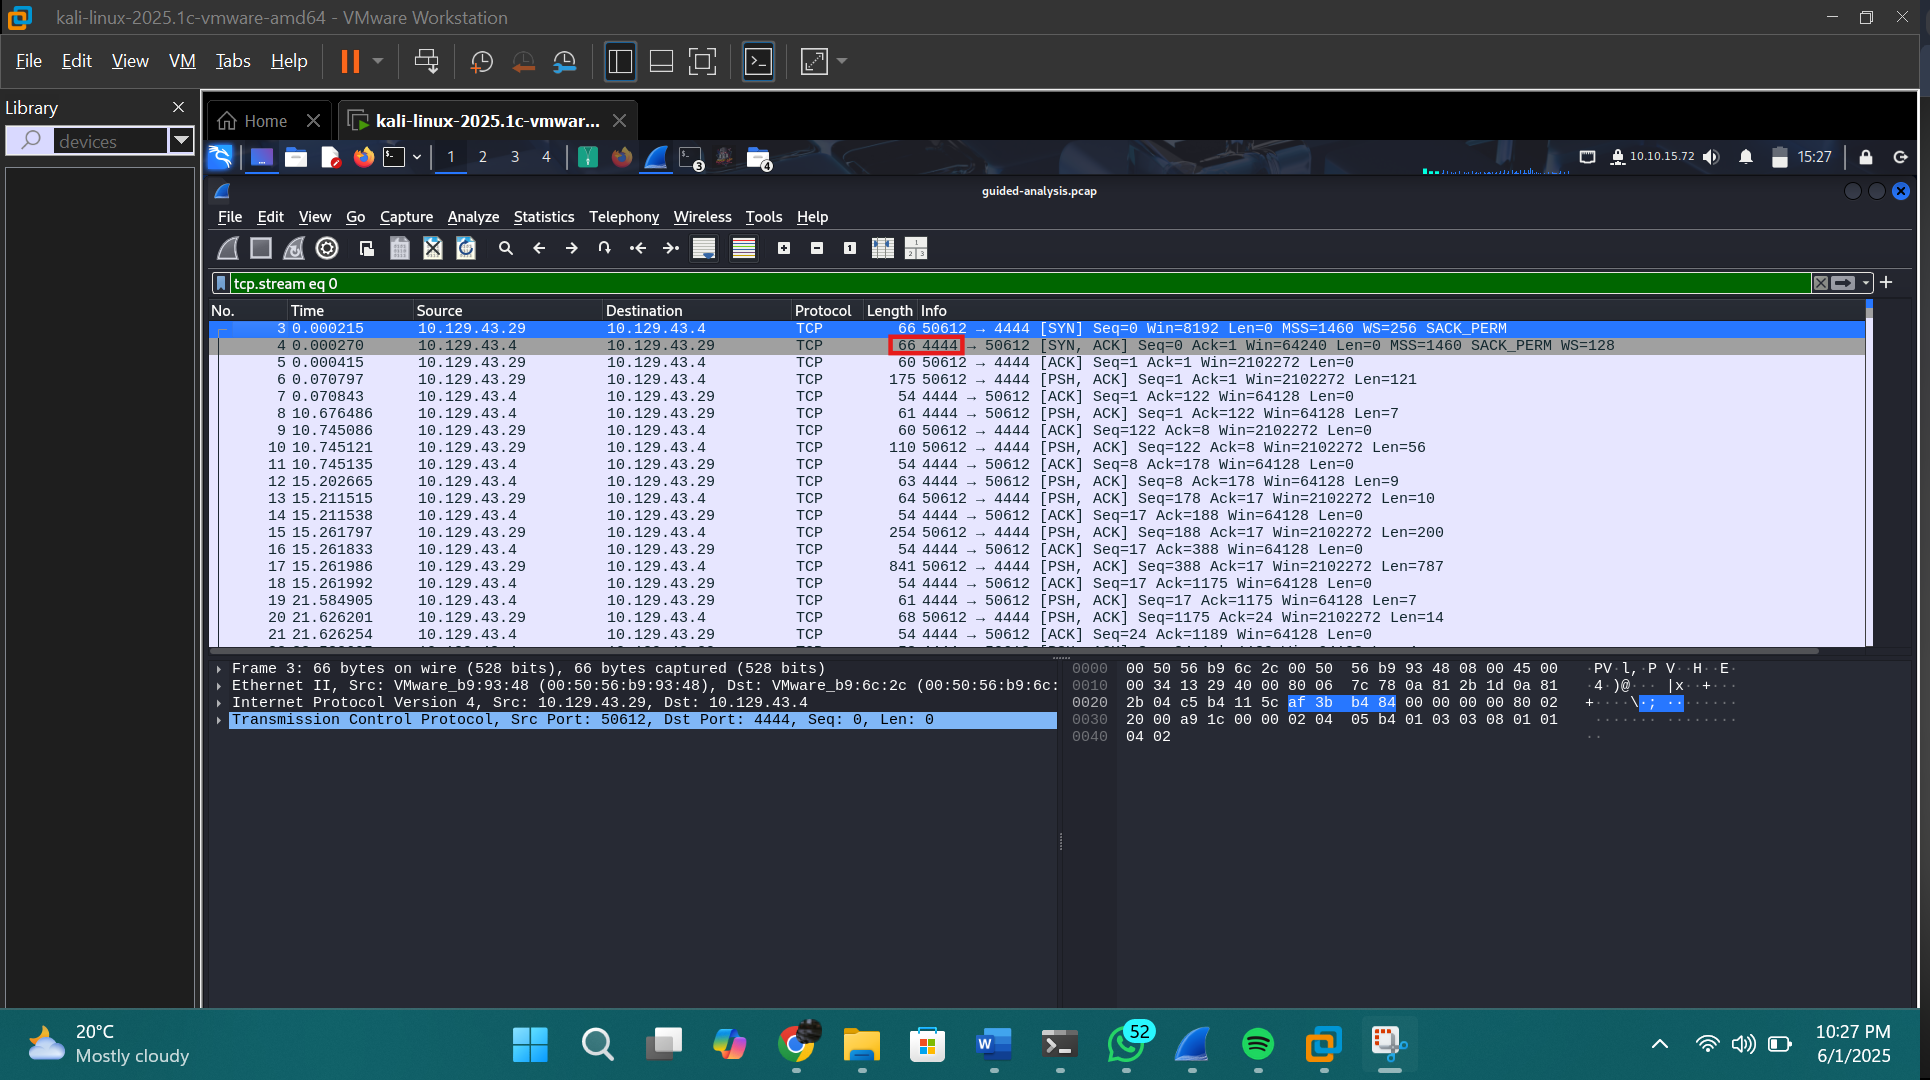 kali-linux-2025.1c-vmware-amd64 - VMware Workstation
File Edit View VM Tabs Help
Library
devices
Home
kali-linux-2025.1c-vmwar...
1 2 3 4
3
4
10.10.15.72
15:27
guided-analysis.pcap
File Edit View Go Capture Analyze Statistics Telephony Wireless Tools Help
tcp.stream eq 0
No. Time Source Destination Protocol Length Info
3 0.000215 10.129.43.29 10.129.43.4 TCP 66 50612 → 4444 [SYN] Seq=0 Win=8192 Len=0 MSS=1460 WS=256 SACK_PERM
4 0.000270 10.129.43.4 10.129.43.29 TCP 66 4444 → 50612 [SYN, ACK] Seq=0 Ack=1 Win=64240 Len=0 MSS=1460 SACK_PERM WS=128
5 0.000415 10.129.43.29 10.129.43.4 TCP 60 50612 → 4444 [ACK] Seq=1 Ack=1 Win=2102272 Len=0
6 0.070797 10.129.43.29 10.129.43.4 TCP 175 50612 → 4444 [PSH, ACK] Seq=1 Ack=1 Win=2102272 Len=121
7 0.070843 10.129.43.4 10.129.43.29 TCP 54 4444 → 50612 [ACK] Seq=1 Ack=122 Win=64128 Len=0
8 10.676486 10.129.43.4 10.129.43.29 TCP 61 4444 → 50612 [PSH, ACK] Seq=1 Ack=122 Win=64128 Len=7
9 10.745086 10.129.43.29 10.129.43.4 TCP 60 50612 → 4444 [ACK] Seq=122 Ack=8 Win=2102272 Len=0
10 10.745121 10.129.43.29 10.129.43.4 TCP 110 50612 → 4444 [PSH, ACK] Seq=122 Ack=8 Win=2102272 Len=56
11 10.745135 10.129.43.4 10.129.43.29 TCP 54 4444 → 50612 [ACK] Seq=8 Ack=178 Win=64128 Len=0
12 15.202665 10.129.43.4 10.129.43.29 TCP 63 4444 → 50612 [PSH, ACK] Seq=8 Ack=178 Win=64128 Len=9
13 15.211515 10.129.43.29 10.129.43.4 TCP 64 50612 → 4444 [PSH, ACK] Seq=178 Ack=17 Win=2102272 Len=10
14 15.211538 10.129.43.4 10.129.43.29 TCP 54 4444 → 50612 [ACK] Seq=17 Ack=188 Win=64128 Len=0
15 15.261797 10.129.43.29 10.129.43.4 TCP 254 50612 → 4444 [PSH, ACK] Seq=188 Ack=17 Win=2102272 Len=200
16 15.261833 10.129.43.4 10.129.43.29 TCP 54 4444 → 50612 [ACK] Seq=17 Ack=388 Win=64128 Len=0
17 15.261986 10.129.43.29 10.129.43.4 TCP 841 50612 → 4444 [PSH, ACK] Seq=388 Ack=17 Win=2102272 Len=787
18 15.261992 10.129.43.4 10.129.43.29 TCP 54 4444 → 50612 [ACK] Seq=17 Ack=1175 Win=64128 Len=0
19 21.584905 10.129.43.4 10.129.43.29 TCP 61 4444 → 50612 [PSH, ACK] Seq=17 Ack=1175 Win=64128 Len=7
20 21.626201 10.129.43.29 10.129.43.4 TCP 68 50612 → 4444 [PSH, ACK] Seq=1175 Ack=24 Win=2102272 Len=14
21 21.626254 10.129.43.4 10.129.43.29 TCP 54 4444 → 50612 [ACK] Seq=24 Ack=1189 Win=64128 Len=0
Frame 3: 66 bytes on wire (528 bits), 66 bytes captured (528 bits)
Ethernet II, Src: VMware_b9:93:48 (00:50:56:b9:93:48), Dst: VMware_b9:6c:2c (00:50:56:b9:6c:
Internet Protocol Version 4, Src: 10.129.43.29, Dst: 10.129.43.4
Transmission Control Protocol, Src Port: 50612, Dst Port: 4444, Seq: 0, Len: 0
0000 00 50 56 b9 6c 2c 00 50 56 b9 93 48 08 00 45 00 ·PV·l,·P V··H··E·
0010 00 34 13 29 40 00 80 06 7c 78 0a 81 2b 1d 0a 81 ·4·)@··· |x··+···
0020 2b 04 c5 b4 11 5c af 3b b4 84 00 00 00 00 80 02 +····\·; ········
0030 20 00 a9 1c 00 00 02 04 05 b4 01 03 03 08 01 01 ······· ········
0040 04 02 ··
20°C
Mostly cloudy
52
10:27 PM
6/1/2025